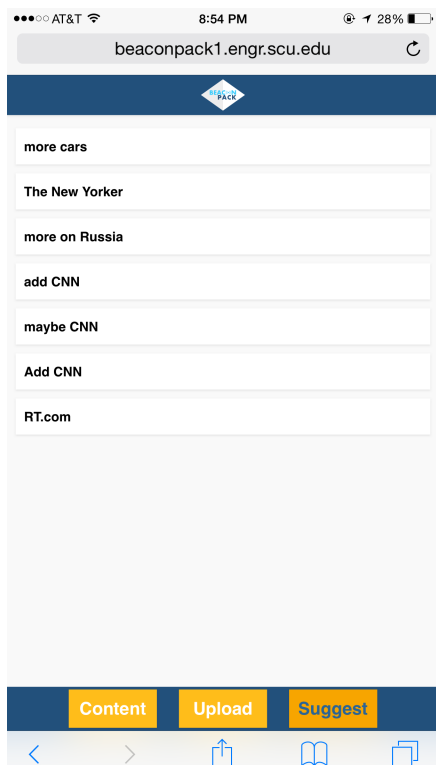 AT&T 8:54 PM 28%
beaconpack1.engr.scu.edu
BEACON
PACK
more cars
The New Yorker
more on Russia
add CNN
maybe CNN
Add CNN
RT.com
Content Upload Suggest